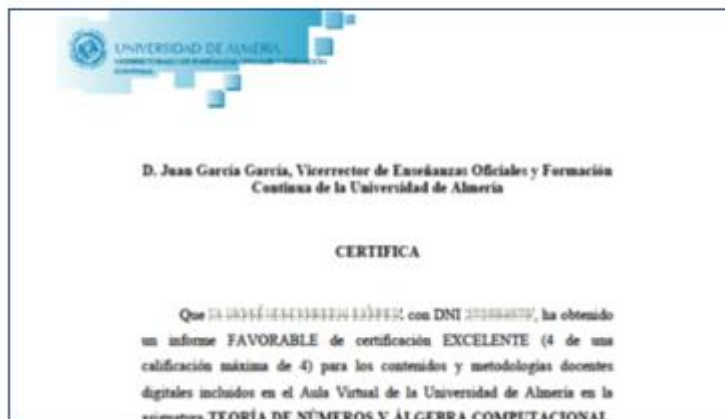 UNIVERSIDAD DE ALMERÍA
D. Juan García García, Vicerrector de Enseñanzas Oficiales y Formación
Continua de la Universidad de Almería
CERTIFICA
Que con DNI , ha obtenido
un informe FAVORABLE de certificación EXCELENTE (4 de una
calificación máxima de 4) para los contenidos y metodologías docentes
digitales incluidos en el Aula Virtual de la Universidad de Almería en la
asignatura TEORÍA DE NÚMEROS Y ÁLGEBRA COMPUTACIONAL